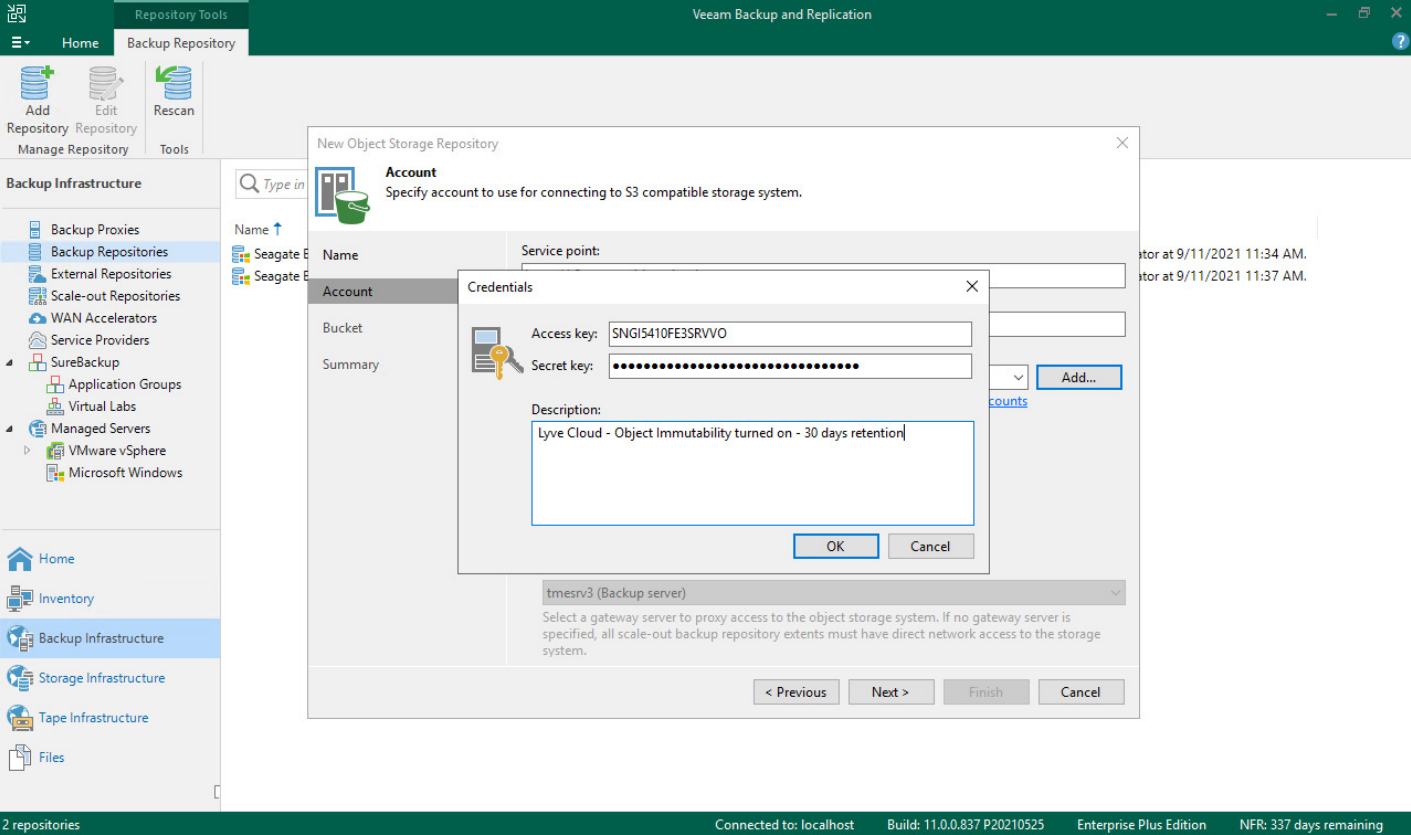 Repository Tools
Veeam Backup and Replication
Home
Backup Repository
Add Repository
Edit Repository
Rescan
Manage Repository
Tools
Backup Infrastructure
Type in
Backup Proxies
Backup Repositories
External Repositories
Scale-out Repositories
WAN Accelerators
Service Providers
SureBackup
Application Groups
Virtual Labs
Managed Servers
VMware vSphere
Microsoft Windows
Home
Inventory
Backup Infrastructure
Storage Infrastructure
Tape Infrastructure
Files
Name
Seagate
Seagate
ator at 9/11/2021 11:34 AM.
ator at 9/11/2021 11:37 AM.
New Object Storage Repository
Account
Specify account to use for connecting to S3 compatible storage system.
Name
Account
Bucket
Summary
Service point:
Add...
counts
Credentials
Access key:
SNGI5410FE3SRVVO
Secret key:
●●●●●●●●●●●●●●●●●●●●●●●●●●●●●●●●
Description:
Lyve Cloud - Object Immutability turned on - 30 days retention
OK
Cancel
tmesrv3 (Backup server)
Select a gateway server to proxy access to the object storage system. If no gateway server is
specified, all scale-out backup repository extents must have direct network access to the storage
system.
< Previous
Next >
Finish
Cancel
2 repositories
Connected to: localhost
Build: 11.0.0.837 P20210525
Enterprise Plus Edition
NFR: 337 days remaining